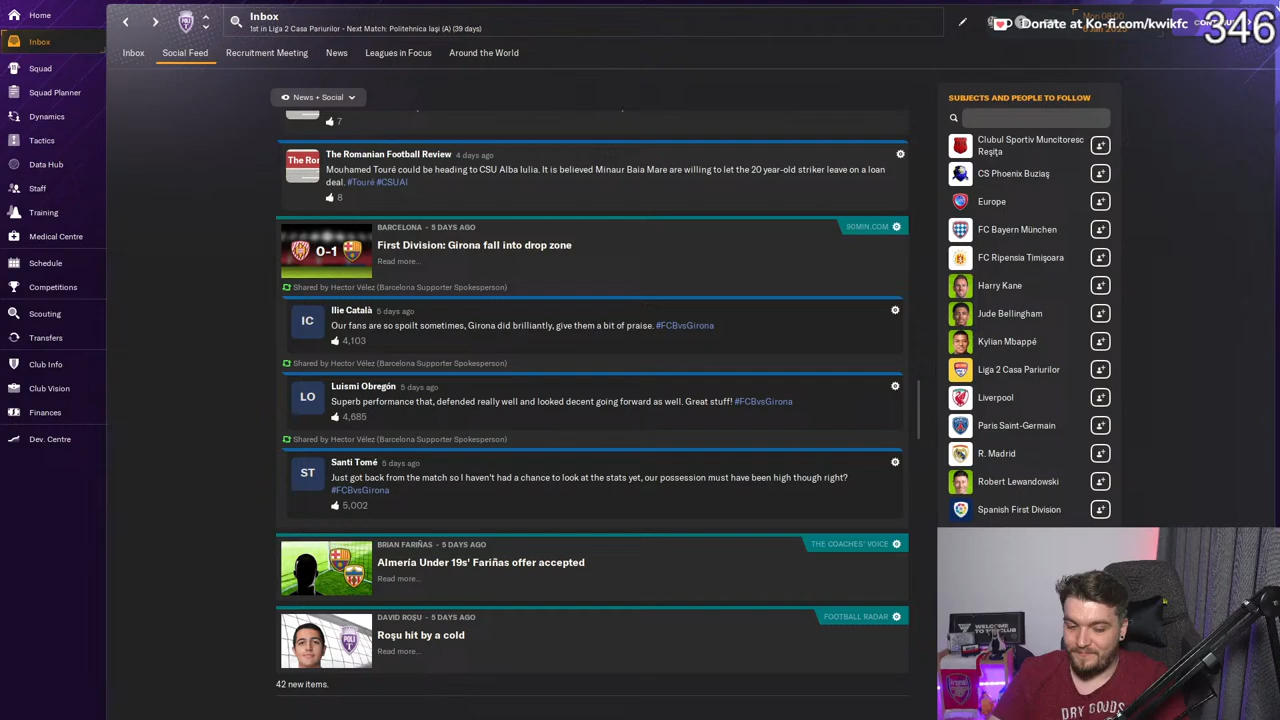 Home
Inbox
Squad
Squad Planner
Dynamics
Tactics
Data Hub
Staff
Training
Medical Centre
Schedule
Competitions
Scouting
Transfers
Club Info
Club Vision
Finances
Dev. Centre
POLI
Inbox
1st in Liga 2 Casa Pariurilor - Next Match: Politehnica Iaşi (A) (39 days)
Donate at Ko-fi.com/kwikfc
346
Inbox
Social Feed
Recruitment Meeting
News
Leagues in Focus
Around the World
News + Social
7
The Romanian Football Review 4 days ago
Mouhamed Touré could be heading to CSU Alba Iulia. It is believed Minaur Baia Mare are willing to let the 20 year-old striker leave on a loan
deal. #Touré #CSUAI
8
BARCELONA - 5 DAYS AGO
90MIN.COM
0-1
First Division: Girona fall into drop zone
Read more...
Shared by Hector Vélez (Barcelona Supporter Spokesperson)
IC
Ilie Català 5 days ago
Our fans are so spoilt sometimes, Girona did brilliantly, give them a bit of praise. #FCBvsGirona
4,103
Shared by Hector Vélez (Barcelona Supporter Spokesperson)
LO
Luismi Obregón 5 days ago
Superb performance that, defended really well and looked decent going forward as well. Great stuff! #FCBvsGirona
4,685
Shared by Hector Vélez (Barcelona Supporter Spokesperson)
ST
Santi Tomé 5 days ago
Just got back from the match so I haven't had a chance to look at the stats yet, our possession must have been high though right?
#FCBvsGirona
5,002
BRIAN FARIÑAS - 5 DAYS AGO
THE COACHES' VOICE
Almería Under 19s' Fariñas offer accepted
Read more...
DAVID ROŞU - 5 DAYS AGO
FOOTBALL RADAR
Roşu hit by a cold
Read more...
POLI
42 new items.
SUBJECTS AND PEOPLE TO FOLLOW
Clubul Sportiv Muncitoresc
Reşiţa
CS Phoenix Buziaş
Europe
FC Bayern München
FC Ripensia Timişoara
Harry Kane
Jude Bellingham
Kylian Mbappé
Liga 2 Casa Pariurilor
Liverpool
Paris Saint-Germain
R. Madrid
Robert Lewandowski
Spanish First Division
WELCOME
TO THE CLUB
Arsenal
DRY GOODS